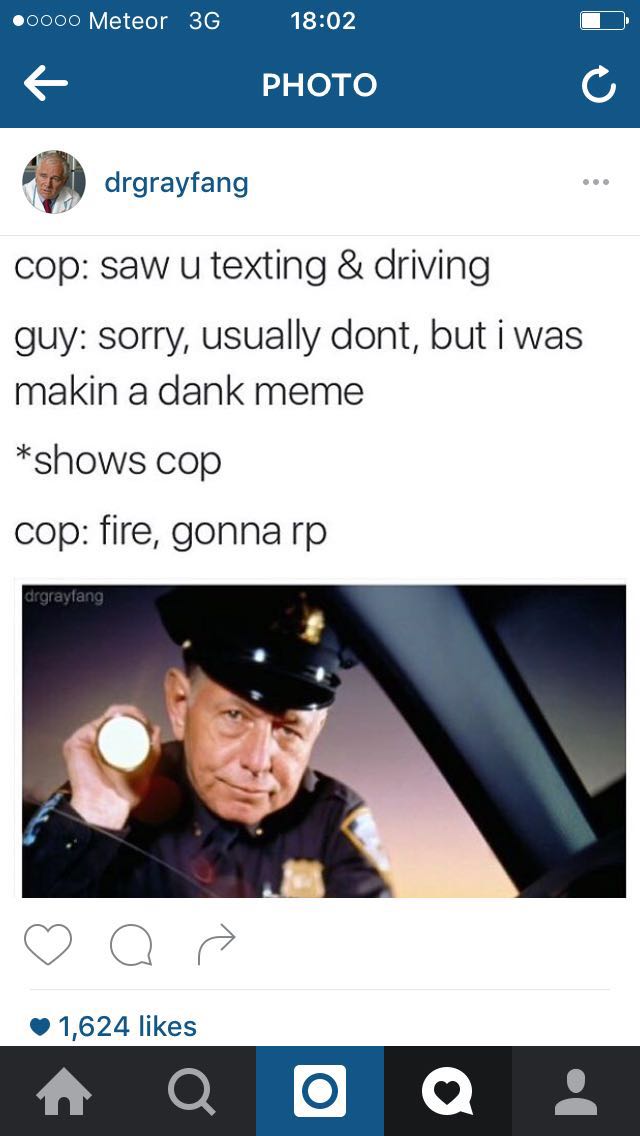 Meteor 3G 18:02
PHOTO
drgrayfang
cop: saw u texting & driving
guy: sorry, usually dont, but i was
makin a dank meme
*shows cop
cop: fire, gonna rp
drgrayfang
1,624 likes